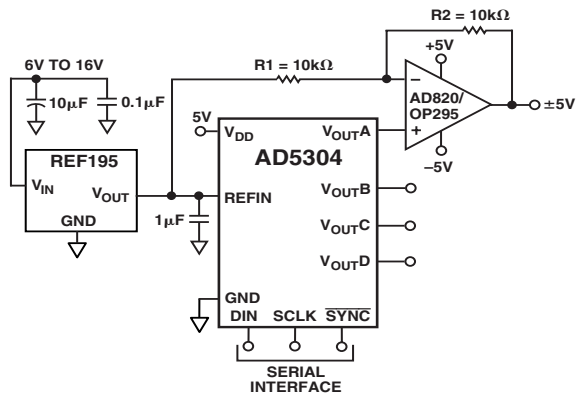 R2 = 10kΩ
6V TO 16V
R1 = 10kΩ
+5V
10μF
0.1μF
–
AD820/
OP295
±5V
+
–5V
5V
VDD
VOUTA
AD5304
REF195
VIN
VOUT
GND
REFIN
1μF
VOUTB
VOUTC
VOUTD
GND
DIN
SCLK
SYNC
SERIAL
INTERFACE